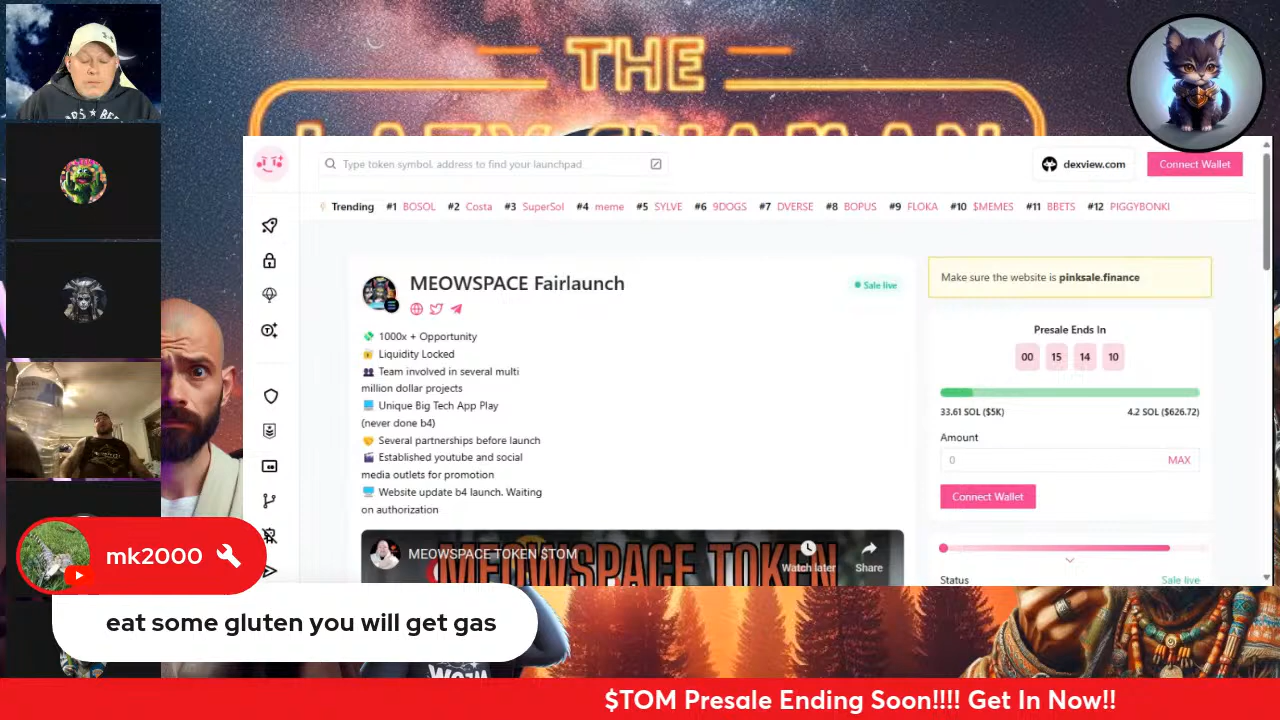 THE
LAZY SHAMAN
Type token symbol, address to find your launchpad
dexview.com
Connect Wallet
Trending #1 BOSOL #2 Costa #3 SuperSol #4 meme #5 SYLVE #6 9DOGS #7 DVERSE #8 BOPUS #9 FLOKA #10 $MEMES #11 BBETS #12 PIGGYBONKI
MEOWSPACE Fairlaunch
Sale live
1000x + Opportunity
Liquidity Locked
Team involved in several multi
million dollar projects
Unique Big Tech App Play
(never done b4)
Several partnerships before launch
Established youtube and social
media outlets for promotion
Website update b4 launch. Waiting
on authorization
MEOWSPACE TOKEN $TOM
MEOWSPACE TOKEN
Watch later
Share
Make sure the website is pinksale.finance
Presale Ends In
00 15 14 10
33.61 SOL ($5K) 4.2 SOL ($626.72)
Amount
0 MAX
Connect Wallet
Status Sale live
mk2000
eat some gluten you will get gas
$TOM Presale Ending Soon!!!! Get In Now!!